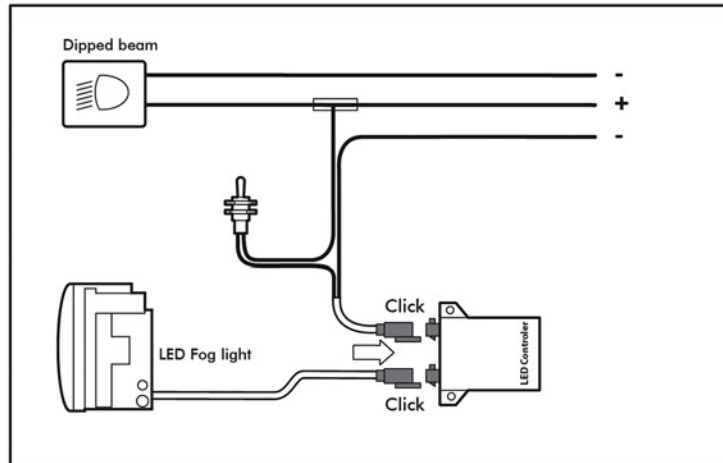 Dipped beam
-
+
-
Click
LED Fog light
LED Controler
Click